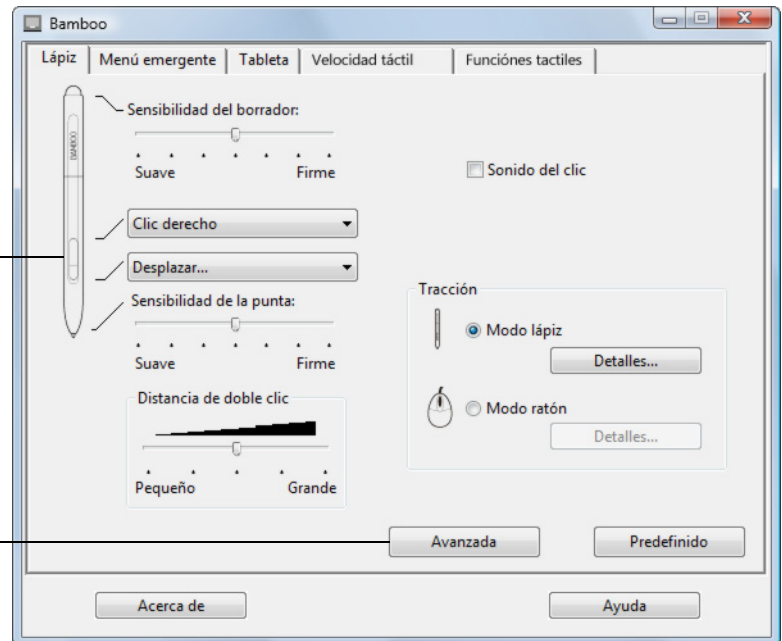 Bamboo
Lápiz Menú emergente Tableta Velocidad táctil Funciónes tactiles
Sensibilidad del borrador:
Suave Firme
Sonido del clic
BAMBOO
Clic derecho
Desplazar...
Sensibilidad de la punta:
Suave Firme
Tracción
Modo lápiz
Detalles...
Modo ratón
Detalles...
Distancia de doble clic
Pequeño Grande
Avanzada Predefinido
Acerca de Ayuda